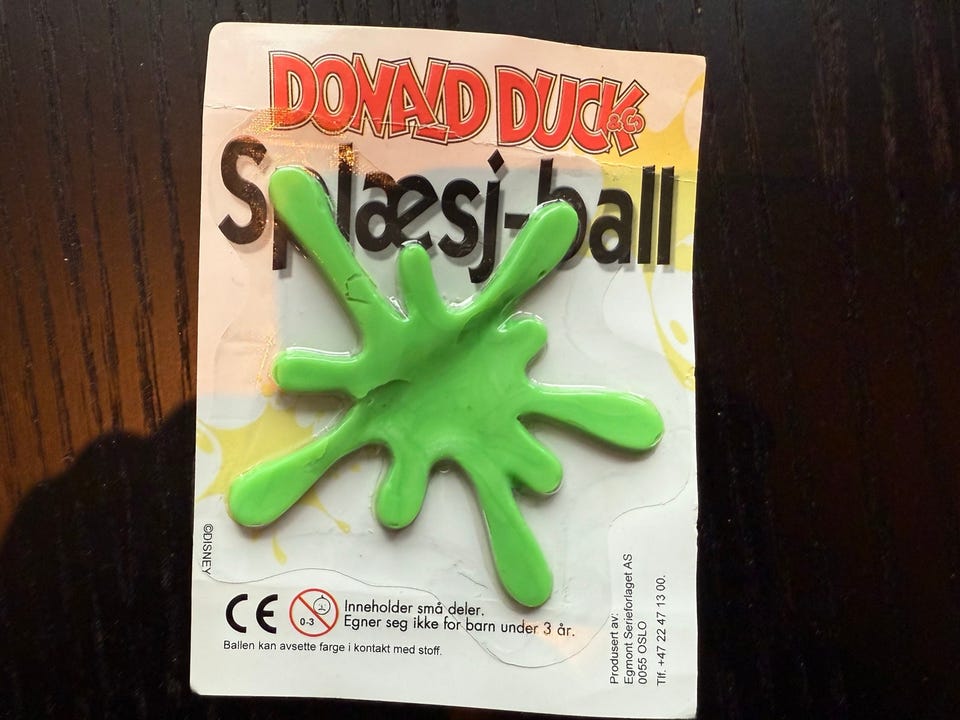 DONALD DUCK &Co
Splæsj-ball
©DISNEY
CE
0-3
Inneholder små deler.
Egner seg ikke for barn under 3 år.
Ballen kan avsette farge i kontakt med stoff.
Produsert av:
Egmont Serieforlaget AS
0055 OSLO
Tlf. +47 22 47 13 00.